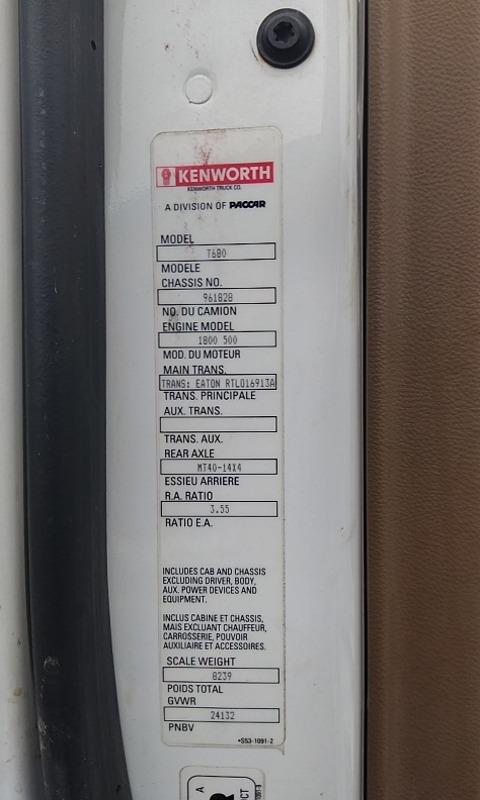 KENWORTH
KENWORTH TRUCK CO.
A DIVISION OF PACCAR
MODEL
T680
MODELE
CHASSIS NO.
961828
NO. DU CAMION
ENGINE MODEL
1800 500
MOD. DU MOTEUR
MAIN TRANS.
TRANS: EATON RTLO16913A
TRANS. PRINCIPALE
AUX. TRANS.
TRANS. AUX.
REAR AXLE
MT40-14X4
ESSIEU ARRIERE
R.A. RATIO
3.55
RATIO E.A.
INCLUDES CAB AND CHASSIS
EXCLUDING DRIVER, BODY,
AUX. POWER DEVICES AND
EQUIPMENT.
INCLUS CABINE ET CHASSIS,
MAIS EXCLUANT CHAUFFEUR,
CARROSSERIE, POUVOIR
AUXILIAIRE ET ACCESSOIRES.
SCALE WEIGHT
8239
POIDS TOTAL
GVWR
24132
PNBV
•S53-1091-2
A